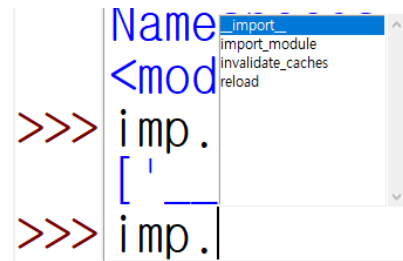 Name
<mod
>>> imp.
['__
>>> imp.
__import__
import_module
invalidate_caches
reload